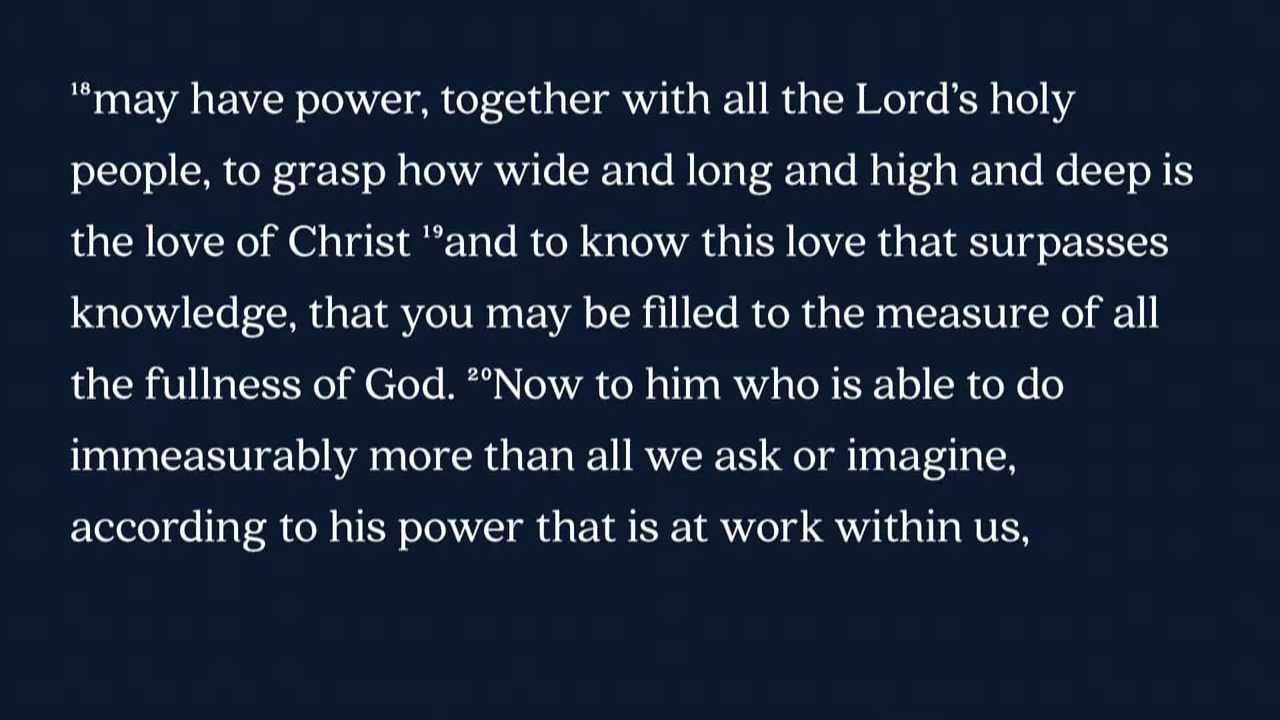 ¹⁸may have power, together with all the Lord’s holy
people, to grasp how wide and long and high and deep is
the love of Christ ¹⁹and to know this love that surpasses
knowledge, that you may be filled to the measure of all
the fullness of God. ²⁰Now to him who is able to do
immeasurably more than all we ask or imagine,
according to his power that is at work within us,